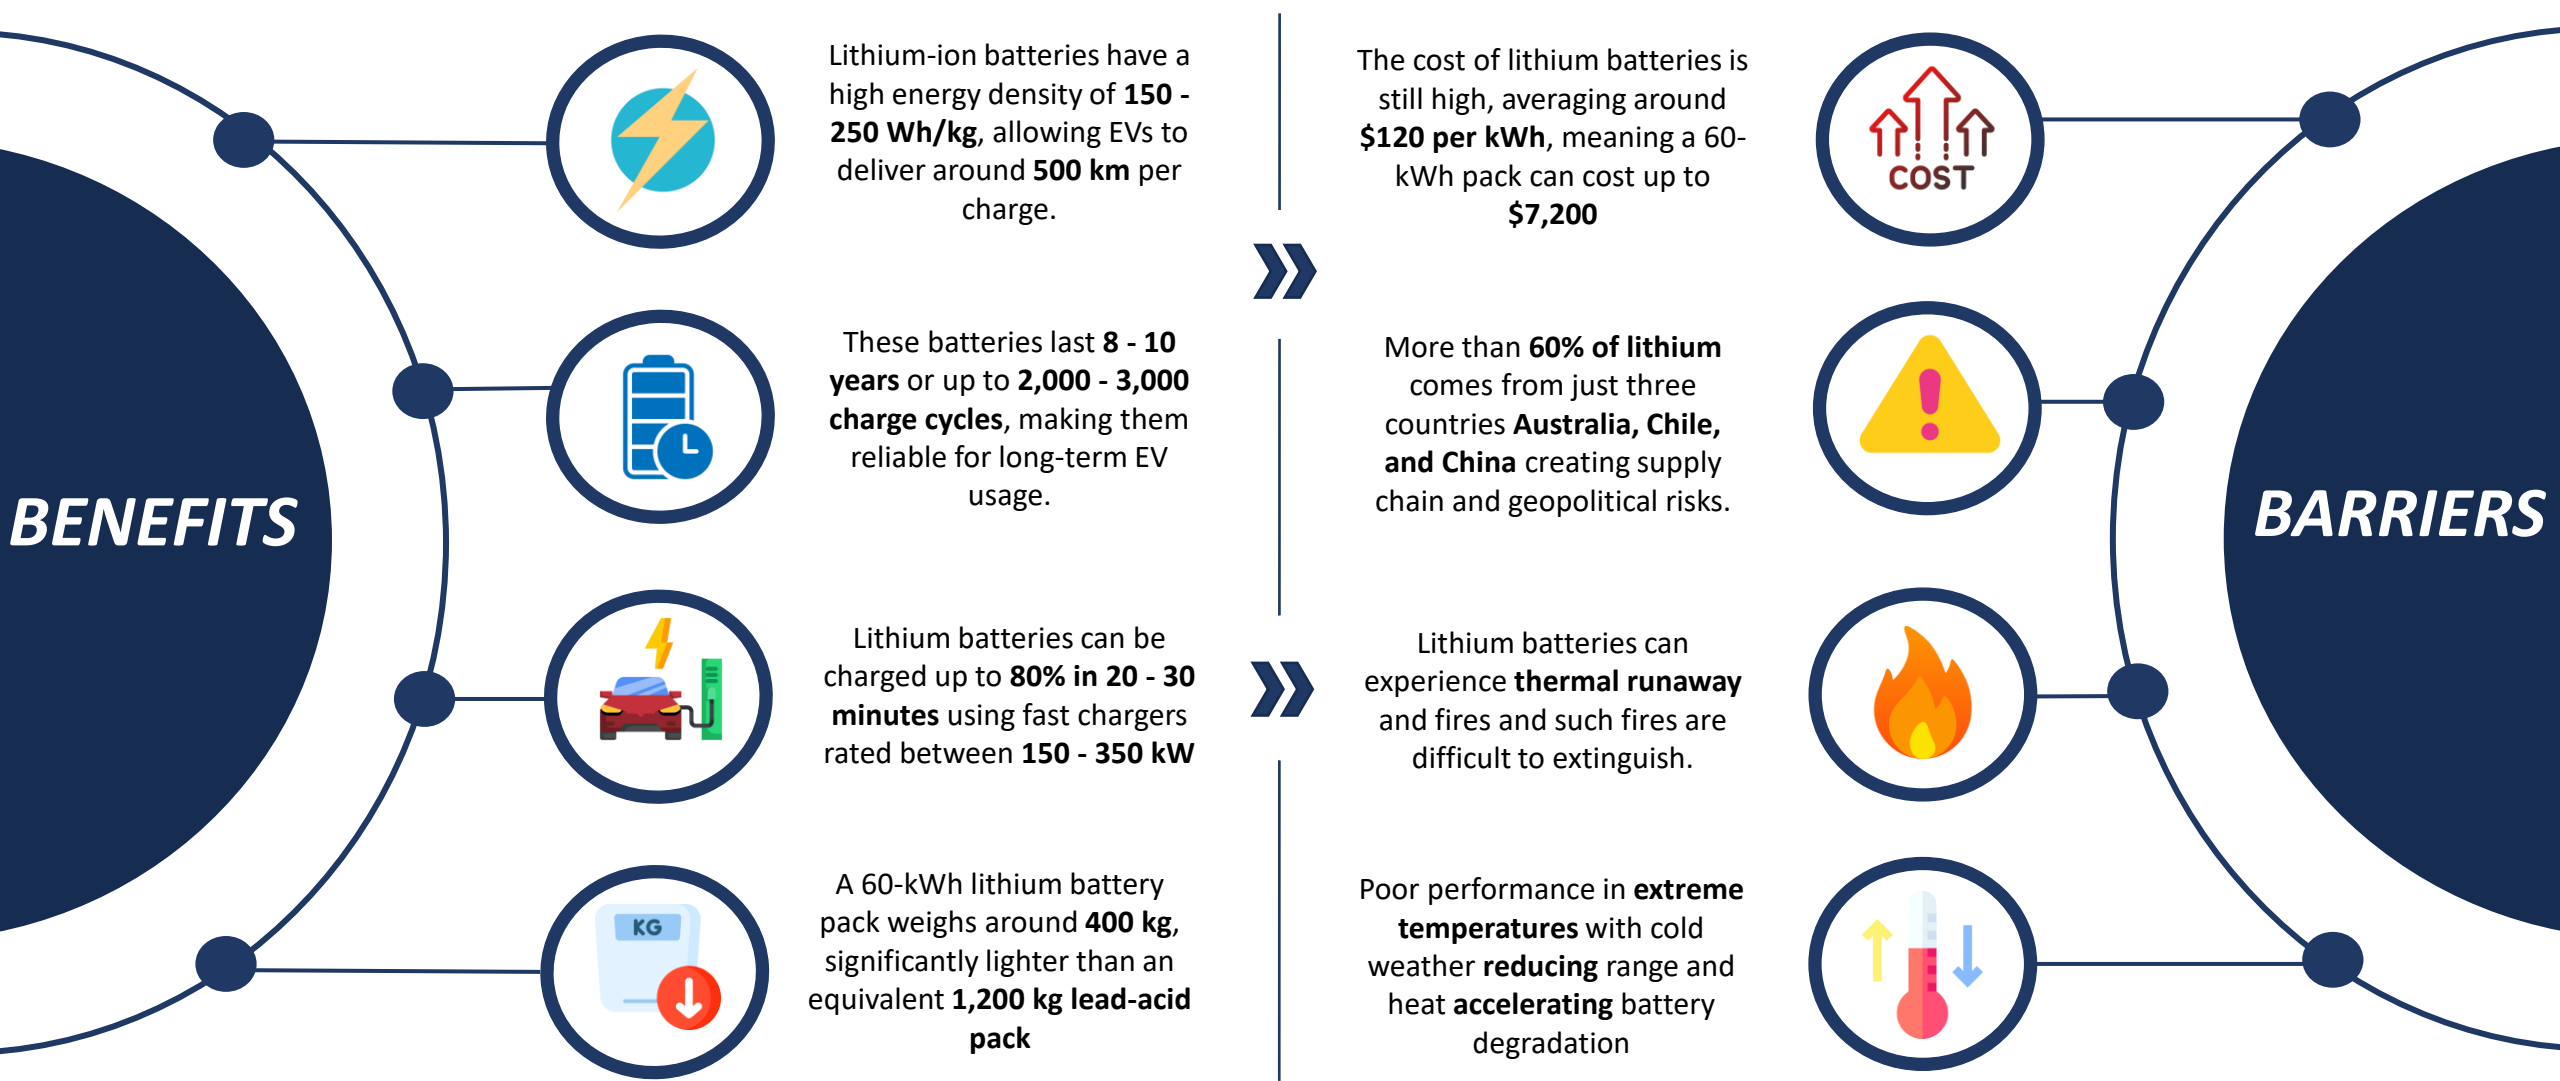 BENEFITS
Lithium-ion batteries have a
high energy density of 150 -
250 Wh/kg, allowing EVs to
deliver around 500 km per
charge.
These batteries last 8 - 10
years or up to 2,000 - 3,000
charge cycles, making them
reliable for long-term EV
usage.
Lithium batteries can be
charged up to 80% in 20 - 30
minutes using fast chargers
rated between 150 - 350 kW
KG
A 60-kWh lithium battery
pack weighs around 400 kg,
significantly lighter than an
equivalent 1,200 kg lead-acid
pack
The cost of lithium batteries is
still high, averaging around
$120 per kWh, meaning a 60-
kWh pack can cost up to
$7,200
COST
More than 60% of lithium
comes from just three
countries Australia, Chile,
and China creating supply
chain and geopolitical risks.
Lithium batteries can
experience thermal runaway
and fires and such fires are
difficult to extinguish.
Poor performance in extreme
temperatures with cold
weather reducing range and
heat accelerating battery
degradation
BARRIERS